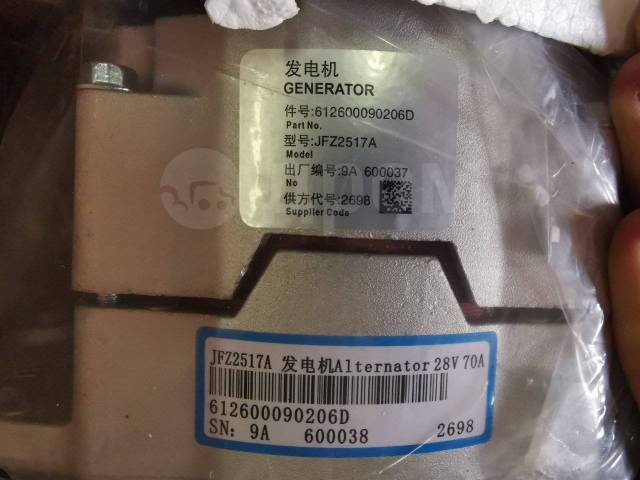 发电机
GENERATOR
件号:612600090206D
Part No.
型号:JFZ2517A
Model
出厂编号:9A 600037
No
供方代号:2698
Supplier Code
JFZ2517A 发电机Alternator 28V 70A
612600090206D
SN: 9A 600038 2698